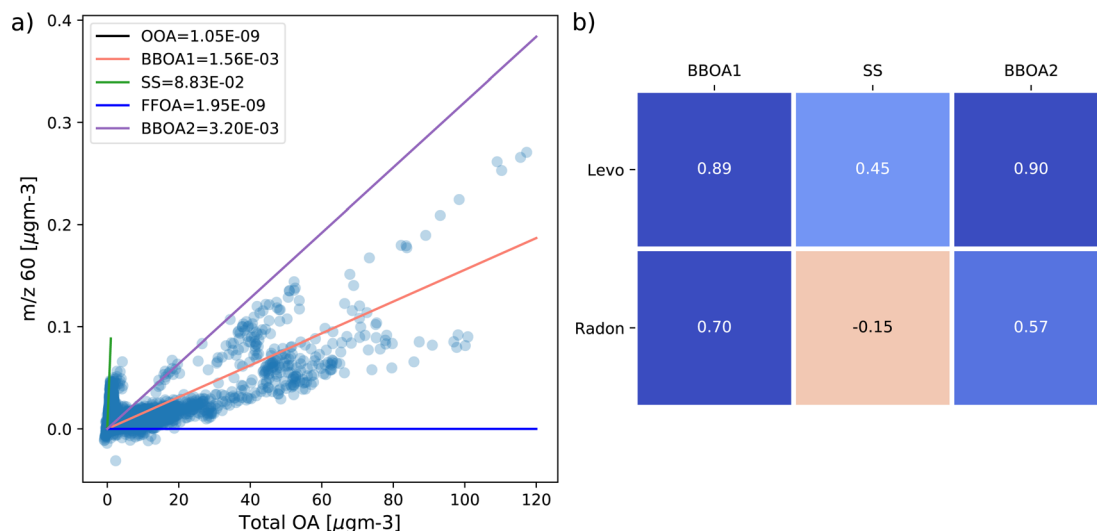 a)
OOA=1.05E-09
BBOA1=1.56E-03
SS=8.83E-02
FFOA=1.95E-09
BBOA2=3.20E-03
0.4
0.3
0.2
0.1
0.0
m/z 60 [μgm-3]
0 20 40 60 80 100 120
Total OA [μgm-3]
b)
BBOA1 SS BBOA2
Levo 0.89 0.45 0.90
Radon 0.70 -0.15 0.57